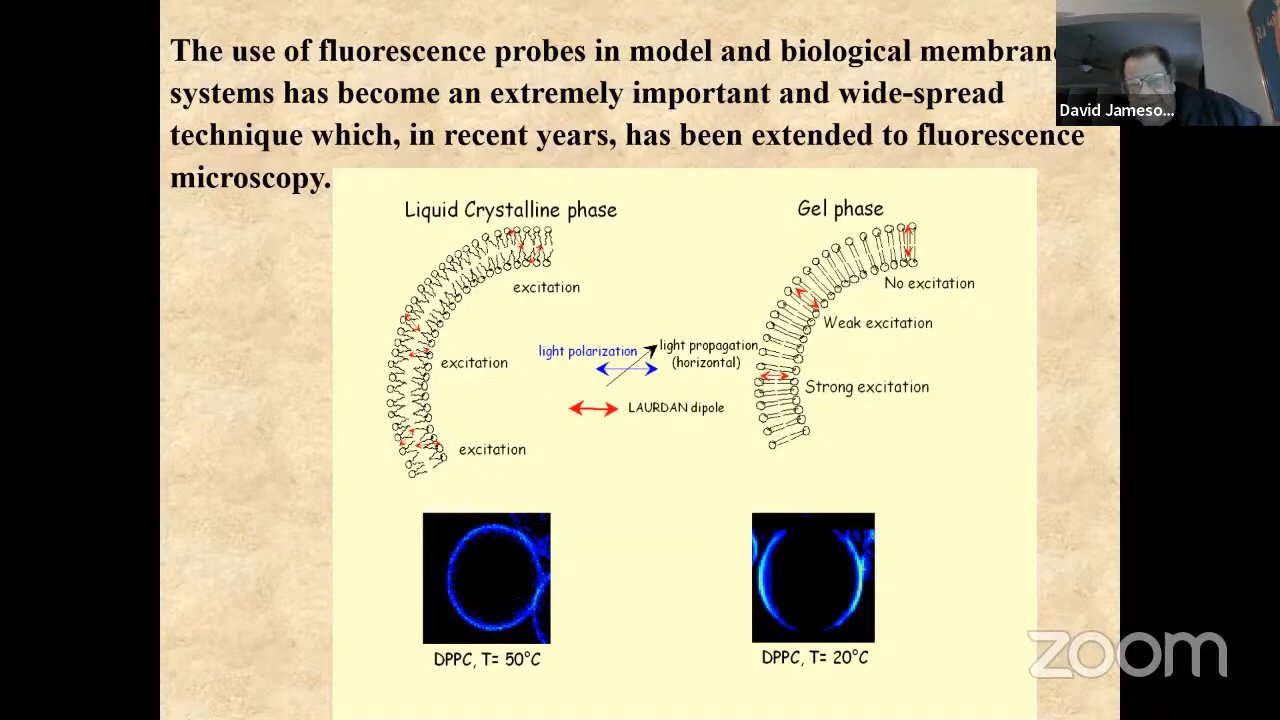 The use of fluorescence probes in model and biological membran
systems has become an extremely important and wide-spread
technique which, in recent years, has been extended to fluorescence
microscopy.
David Jameso...
Liquid Crystalline phase
Gel phase
excitation
No excitation
Weak excitation
light polarization
light propagation
(horizontal)
excitation
Strong excitation
LAURDAN dipole
excitation
DPPC, T= 50°C
DPPC, T= 20°C
zoom